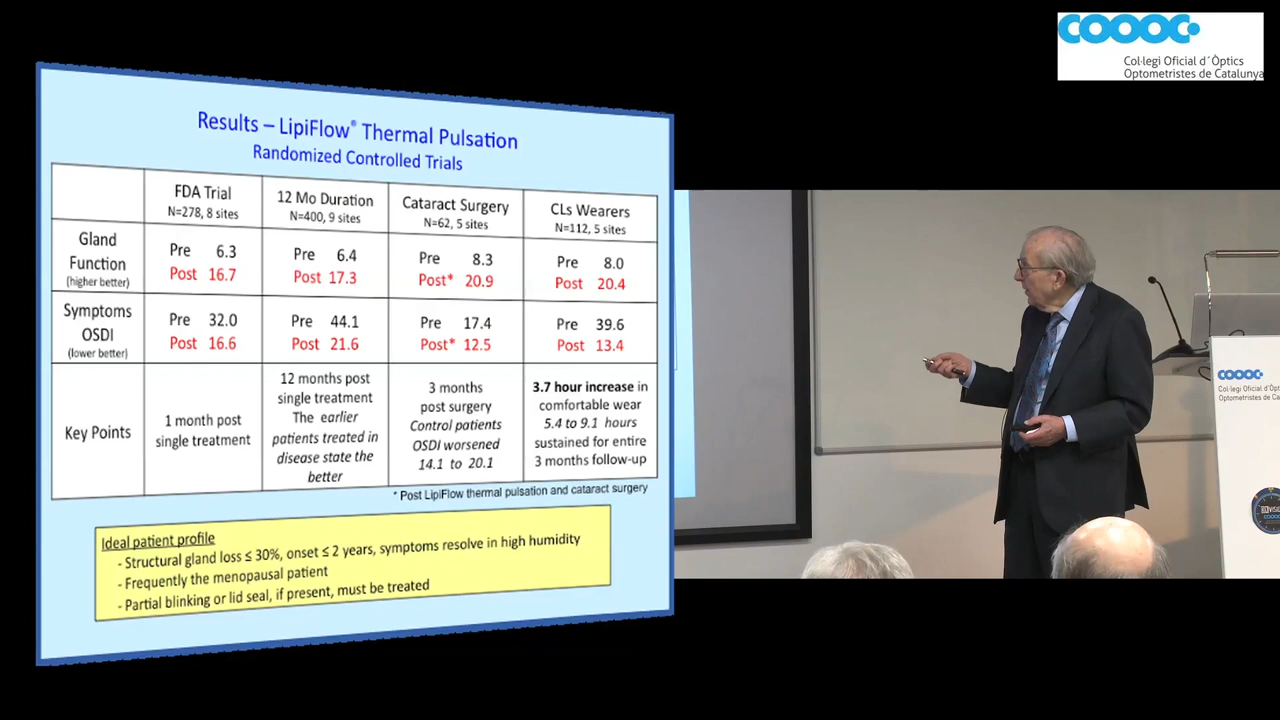 COOOC
Col·legi Oficial d´Òptics
Optometristes de Catalunya
Results – LipiFlow® Thermal Pulsation
Randomized Controlled Trials
FDA Trial
N=278, 8 sites
12 Mo Duration
N=400, 9 sites
Cataract Surgery
N=62, 5 sites
CLs Wearers
N=112, 5 sites
Gland
Function
(higher better)
Pre 6.3
Post 16.7
Pre 6.4
Post 17.3
Pre 8.3
Post* 20.9
Pre 8.0
Post 20.4
Symptoms
OSDI
(lower better)
Pre 32.0
Post 16.6
Pre 44.1
Post 21.6
Pre 17.4
Post* 12.5
Pre 39.6
Post 13.4
Key Points
1 month post
single treatment
12 months post
single treatment
The earlier
patients treated in
disease state the
better
3 months
post surgery
Control patients
OSDI worsened
14.1 to 20.1
3.7 hour increase in
comfortable wear
5.4 to 9.1 hours
sustained for entire
3 months follow-up
* Post LipiFlow thermal pulsation and cataract surgery
Ideal patient profile
- Structural gland loss ≤ 30%, onset ≤ 2 years, symptoms resolve in high humidity
- Frequently the menopausal patient
- Partial blinking or lid seal, if present, must be treated
COOOC
Col·legi Oficial d´Òpt
Optometristes de Cata